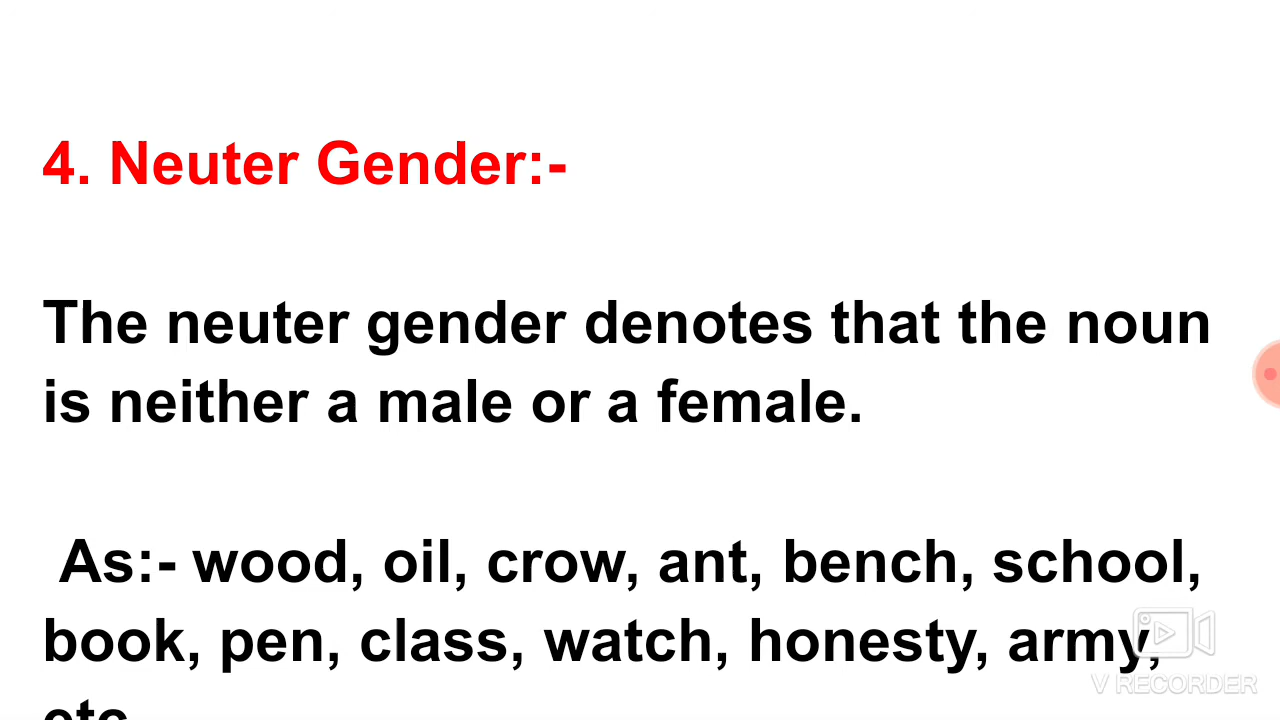 4. Neuter Gender:-
The neuter gender denotes that the noun
is neither a male or a female.
As:- wood, oil, crow, ant, bench, school,
book, pen, class, watch, honesty, army,
etc
V RECORDER